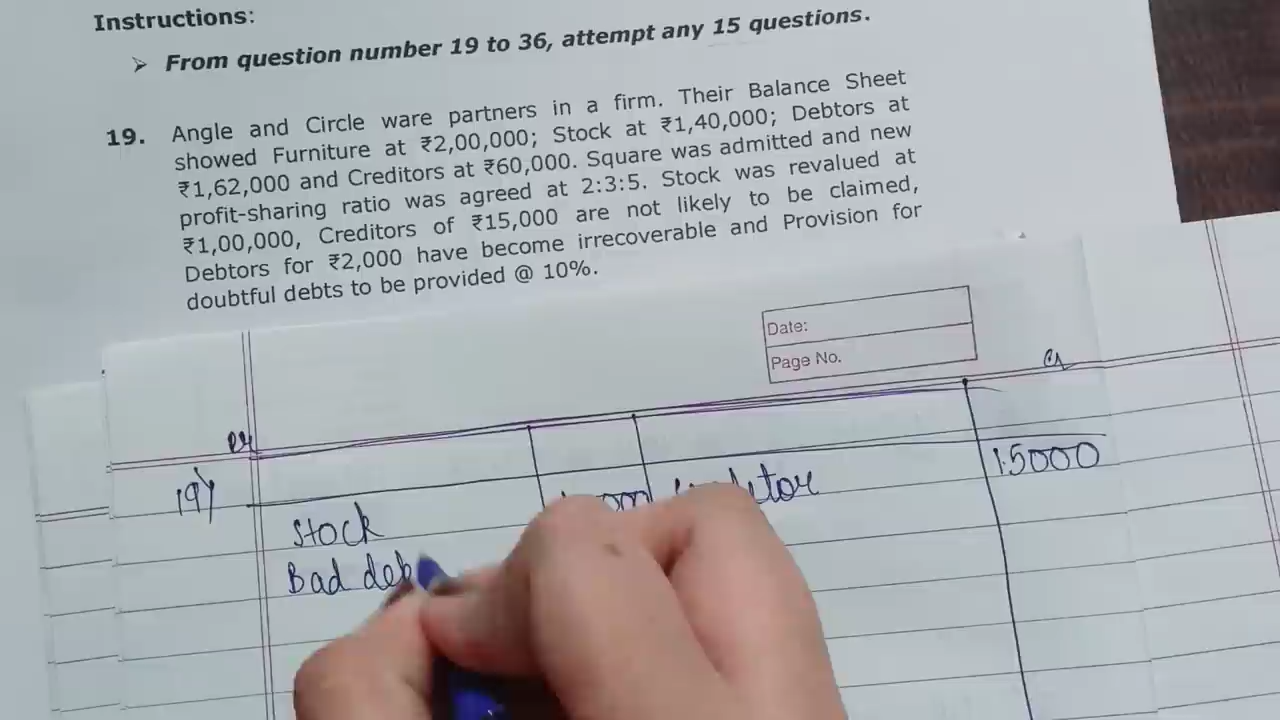 Instructions:
➢ From question number 19 to 36, attempt any 15 questions.
19. Angle and Circle ware partners in a firm. Their Balance Sheet
showed Furniture at ₹2,00,000; Stock at ₹1,40,000; Debtors at
₹1,62,000 and Creditors at ₹60,000. Square was admitted and new
profit-sharing ratio was agreed at 2:3:5. Stock was revalued at
₹1,00,000, Creditors of ₹15,000 are not likely to be claimed,
Debtors for ₹2,000 have become irrecoverable and Provision for
doubtful debts to be provided @ 10%.
Date:
Page No.
Dr Cr
19) Stock 15000
Bad deb